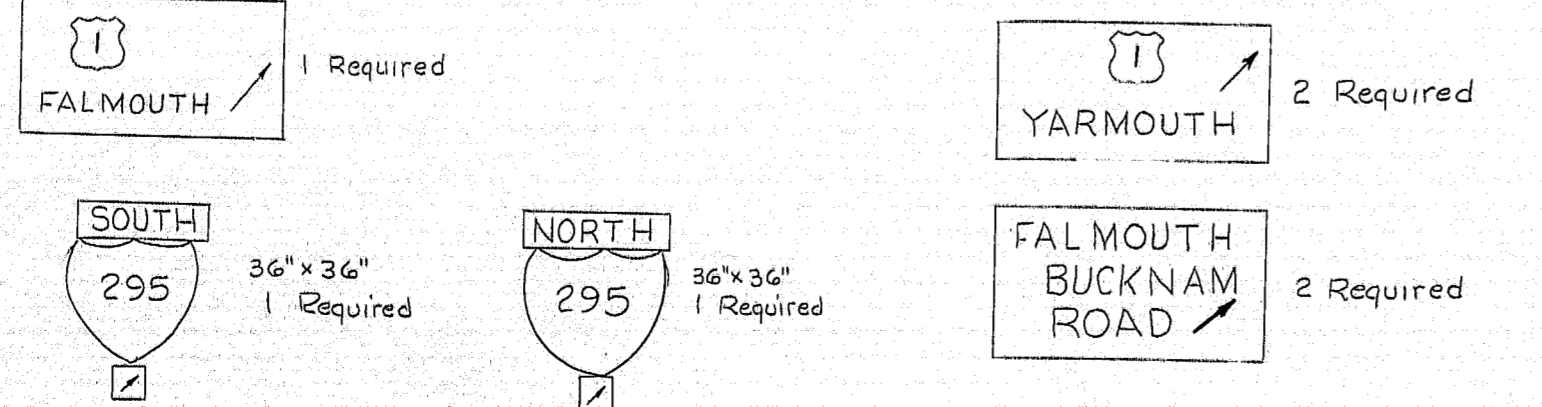 1
FALMOUTH
1 Required
1
YARMOUTH
2 Required
SOUTH
295
36"x36"
1 Required
NORTH
295
36"x36"
1 Required
FALMOUTH
BUCKNAM
ROAD
2 Required